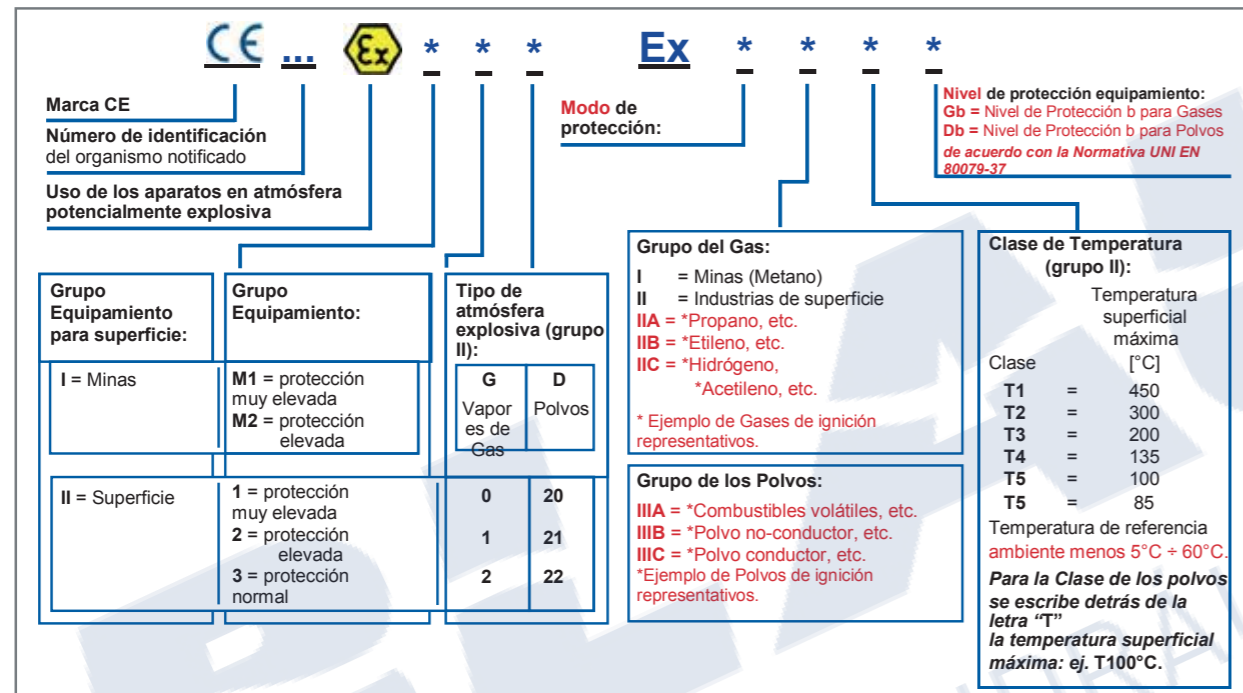 CE ... Ex * * * Ex * * * *
Marca CE
Número de identificación
del organismo notificado
Uso de los aparatos en atmósfera
potencialmente explosiva
Modo de
protección:
Nivel de protección equipamiento:
Gb = Nivel de Protección b para Gases
Db = Nivel de Protección b para Polvos
de acuerdo con la Normativa UNI EN
80079-37
Grupo
Equipamiento
para superficie:
Grupo
Equipamiento:
Tipo de
atmósfera
explosiva (grupo
II):
I = Minas
M1 = protección
muy elevada
M2 = protección
elevada
G
Vapor
es de
Gas
D
Polvos
II = Superficie
1 = protección
muy elevada
2 = protección
elevada
3 = protección
normal
0 20
1 21
2 22
Grupo del Gas:
I = Minas (Metano)
II = Industrias de superficie
IIA = *Propano, etc.
IIB = *Etileno, etc.
IIC = *Hidrógeno,
*Acetileno, etc.
* Ejemplo de Gases de ignición
representativos.
Grupo de los Polvos:
IIIA = *Combustibles volátiles, etc.
IIIB = *Polvo no-conductor, etc.
IIIC = *Polvo conductor, etc.
*Ejemplo de Polvos de ignición
representativos.
Clase de Temperatura
(grupo II):
Temperatura
superficial
máxima
Clase [°C]
T1 = 450
T2 = 300
T3 = 200
T4 = 135
T5 = 100
T5 = 85
Temperatura de referencia
ambiente menos 5°C ÷ 60°C.
Para la Clase de los polvos
se escribe detrás de la
letra “T”
la temperatura superficial
máxima: ej. T100°C.